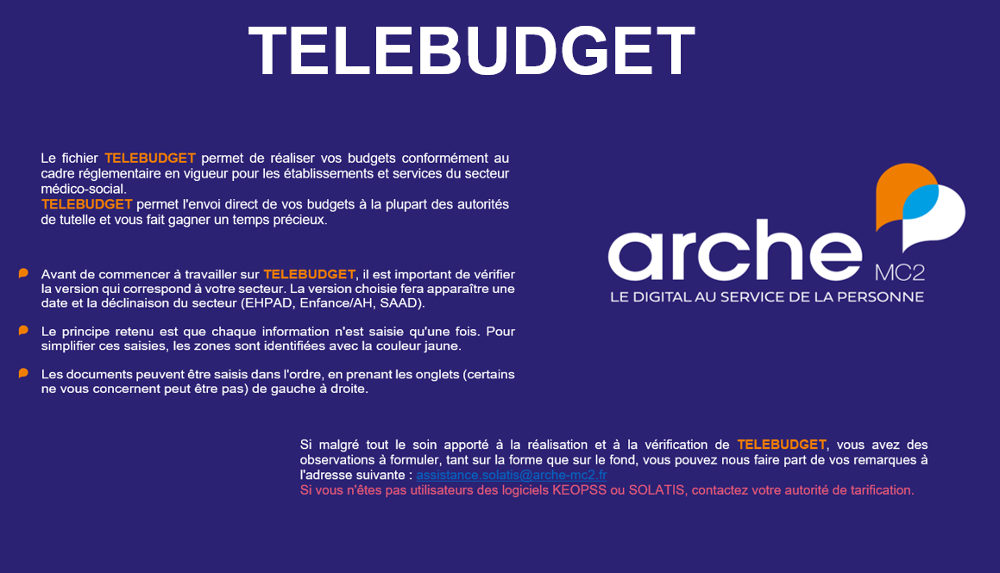 TELEBUDGET
Le fichier TELEBUDGET permet de réaliser vos budgets conformément au
cadre réglementaire en vigueur pour les établissements et services du secteur
médico-social.
TELEBUDGET permet l'envoi direct de vos budgets à la plupart des autorités
de tutelle et vous fait gagner un temps précieux.
arche MC2
LE DIGITAL AU SERVICE DE LA PERSONNE
Avant de commencer à travailler sur TELEBUDGET, il est important de vérifier
la version qui correspond à votre secteur. La version choisie fera apparaître une
date et la déclinaison du secteur (EHPAD, Enfance/AH, SAAD).
Le principe retenu est que chaque information n'est saisie qu'une fois. Pour
simplifier ces saisies, les zones sont identifiées avec la couleur jaune.
Les documents peuvent être saisis dans l'ordre, en prenant les onglets (certains
ne vous concernent peut être pas) de gauche à droite.
Si malgré tout le soin apporté à la réalisation et à la vérification de TELEBUDGET, vous avez des
observations à formuler, tant sur la forme que sur le fond, vous pouvez nous faire part de vos remarques à
l'adresse suivante : assistance.solatis@arche-mc2.fr
Si vous n'êtes pas utilisateurs des logiciels KEOPSS ou SOLATIS, contactez votre autorité de tarification.